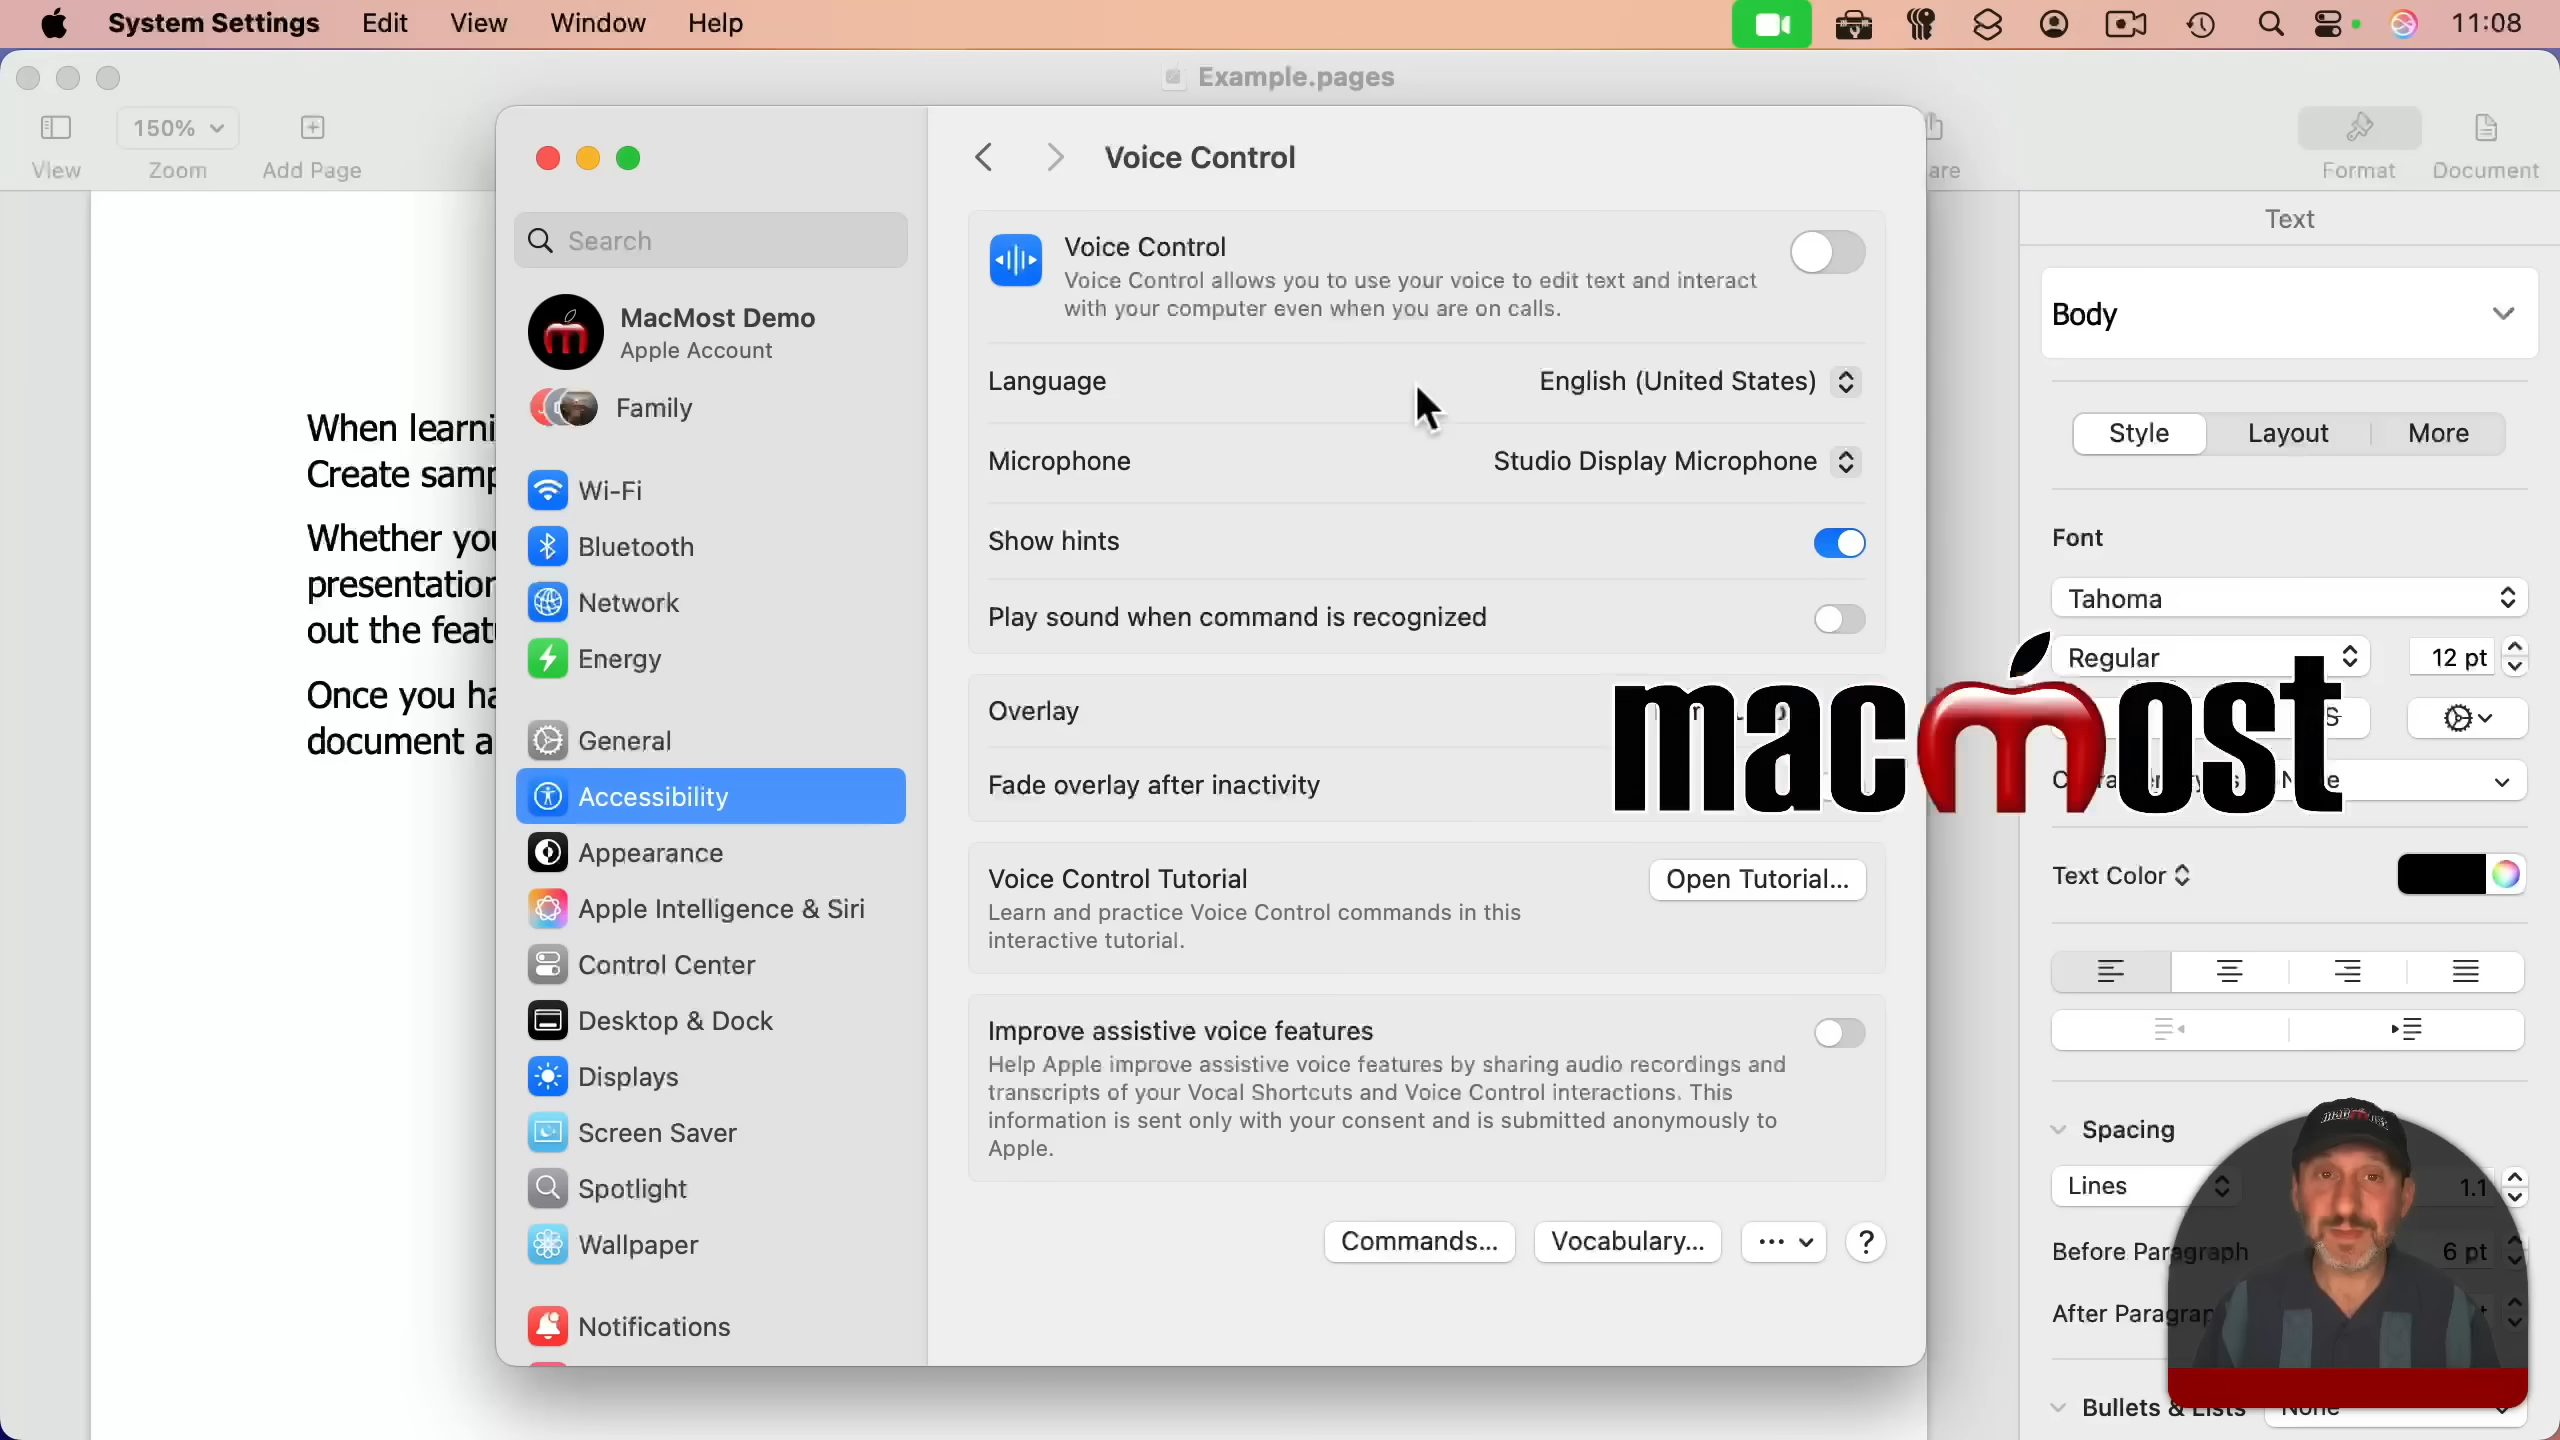 System Settings Edit View Window Help 11:08
Example.pages
150%
View Zoom Add Page Format Document
Voice Control
Text
Search
Voice Control
Voice Control allows you to use your voice to edit text and interact
with your computer even when you are on calls.
MacMost Demo
Apple Account
Family
Body
Language English (United States)
Microphone Studio Display Microphone
Show hints
Play sound when command is recognized
Overlay
Fade overlay after inactivity
Voice Control Tutorial
Open Tutorial...
Learn and practice Voice Control commands in this
interactive tutorial.
Improve assistive voice features
Help Apple improve assistive voice features by sharing audio recordings and
transcripts of your Vocal Shortcuts and Voice Control interactions. This
information is sent only with your consent and is submitted anonymously to
Apple.
Commands... Vocabulary... ... ?
Wi-Fi
Bluetooth
Network
Energy
General
Accessibility
Appearance
Apple Intelligence & Siri
Control Center
Desktop & Dock
Displays
Screen Saver
Spotlight
Wallpaper
Notifications
When learni
Create samp
Whether you
presentation
out the featu
Once you ha
document a
Style Layout More
Font
Tahoma
Regular 12 pt
macmost
Text Color
Spacing
Lines 1.1
Before Paragraph 6 pt
After Paragrap
Bullets & Lists None
macmost